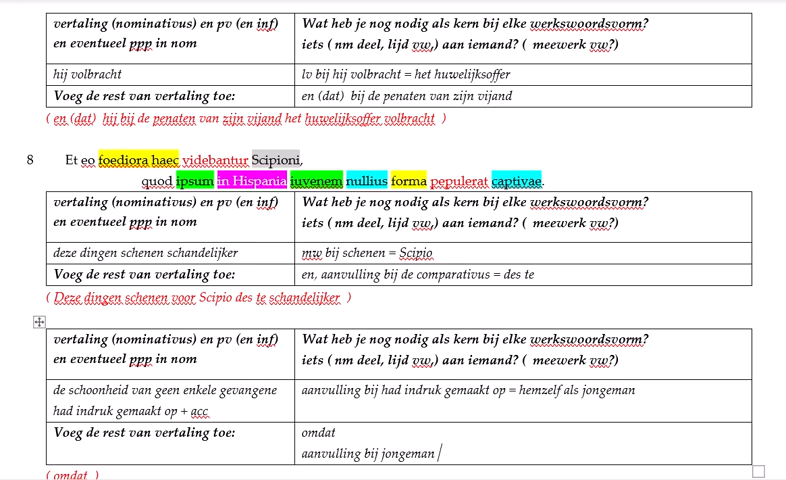 vertaling (nominativus) en pv (en inf)
en eventueel ppp in nom
Wat heb je nog nodig als kern bij elke werkswoordsvorm?
iets ( nm deel, lijd vw,) aan iemand? ( meewerk vw?)
hij volbracht
lv bij hij volbracht = het huwelijksoffer
Voeg de rest van vertaling toe:
en (dat) bij de penaten van zijn vijand
( en (dat) hij bij de penaten van zijn vijand het huwelijksoffer volbracht )
8 Et eo foediora haec videbantur Scipioni,
quod ipsum in Hispania iuvenem nullius forma pepulerat captivae.
vertaling (nominativus) en pv (en inf)
en eventueel ppp in nom
Wat heb je nog nodig als kern bij elke werkswoordsvorm?
iets ( nm deel, lijd vw,) aan iemand? ( meewerk vw?)
deze dingen schenen schandelijker
mw bij schenen = Scipio
Voeg de rest van vertaling toe:
en, aanvulling bij de comparativus = des te
( Deze dingen schenen voor Scipio des te schandelijker )
vertaling (nominativus) en pv (en inf)
en eventueel ppp in nom
Wat heb je nog nodig als kern bij elke werkswoordsvorm?
iets ( nm deel, lijd vw,) aan iemand? ( meewerk vw?)
de schoonheid van geen enkele gevangene
had indruk gemaakt op + acc
aanvulling bij had indruk gemaakt op = hemzelf als jongeman
Voeg de rest van vertaling toe:
omdat
aanvulling bij jongeman /
( omdat )